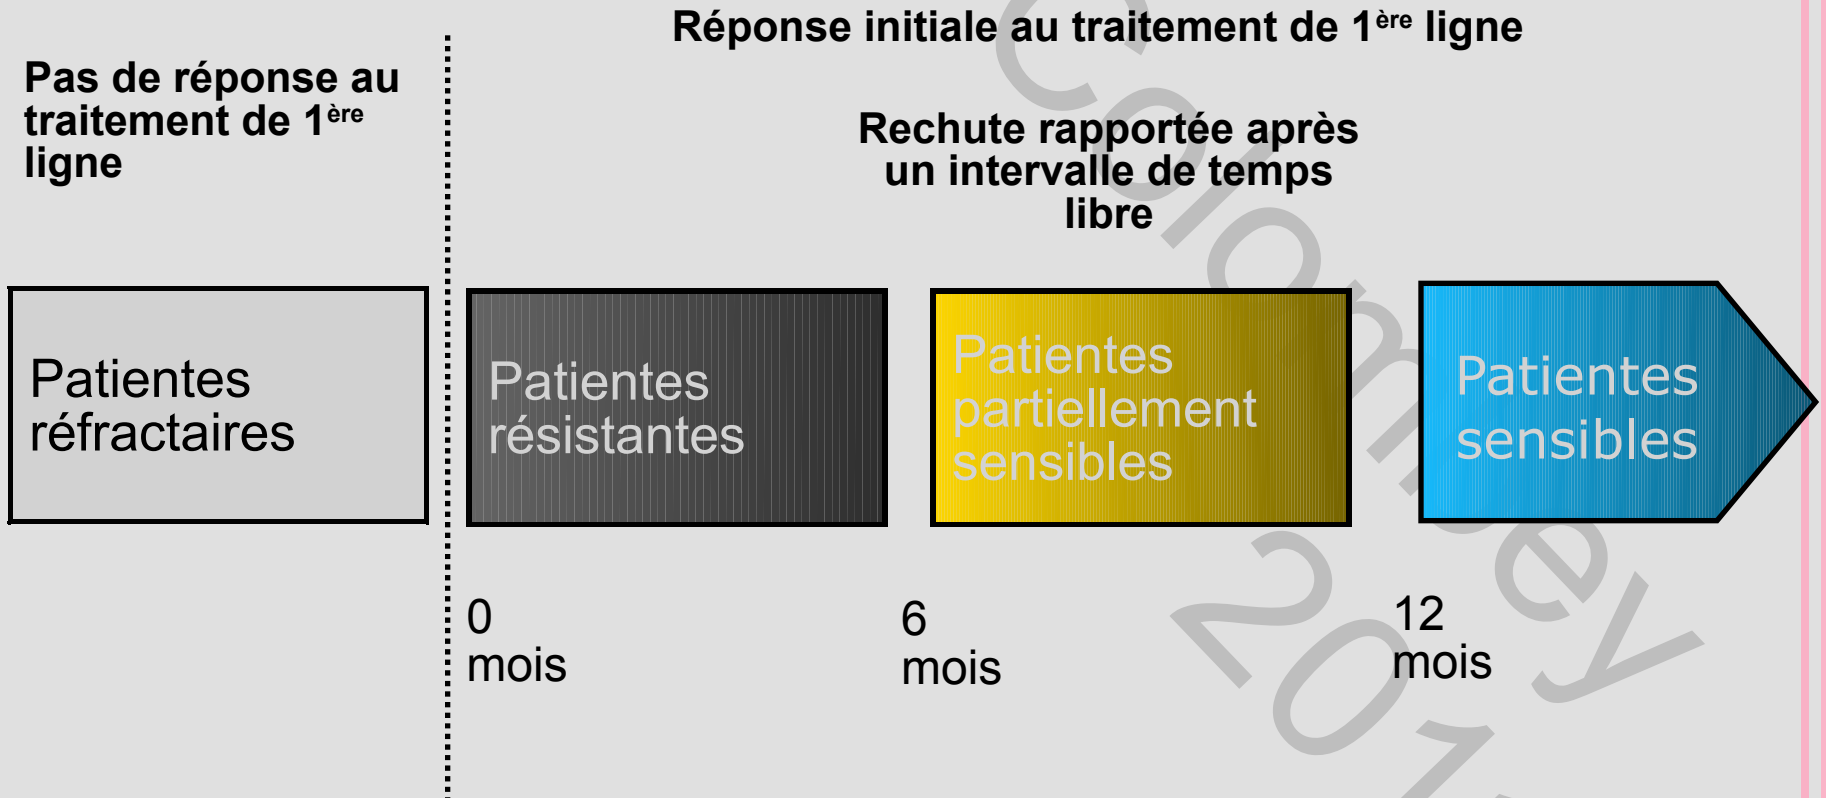 Réponse initiale au traitement de 1ère ligne
Pas de réponse au
traitement de 1ère
ligne
Rechute rapportée après
un intervalle de temps
libre
Patientes
réfractaires
Patientes
résistantes
Patientes
partiellement
sensibles
Patientes
sensibles
0
mois
6
mois
12
mois